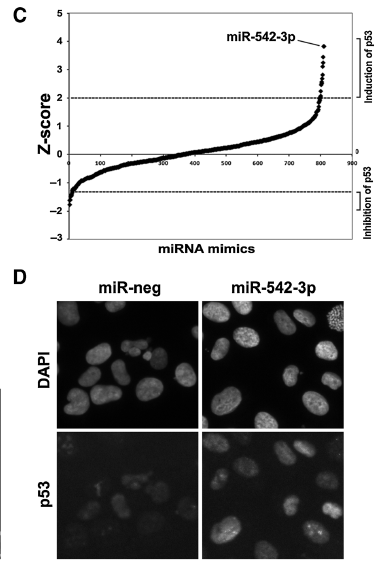 C
5
4
3
2
1
0
−1
−2
−3
Z-score
miR-542-3p
0
100
200
300
400
500
600
700
800
900
0
miRNA mimics
Induction of p53
Inhibition of p53
D
miR-neg
miR-542-3p
DAPI
p53